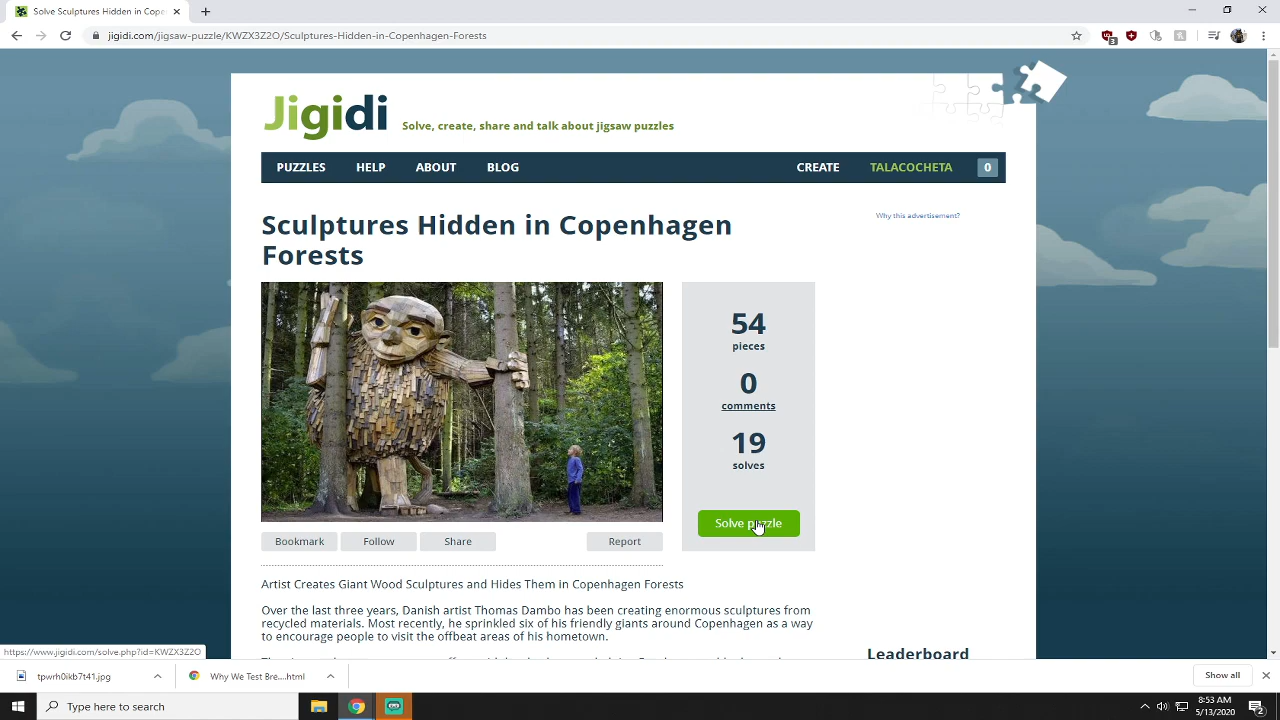 Solve Sculptures Hidden in Cope
jigidi.com/jigsaw-puzzle/KWZX3Z2O/Sculptures-Hidden-in-Copenhagen-Forests
3
Jigidi
Solve, create, share and talk about jigsaw puzzles
PUZZLES HELP ABOUT BLOG CREATE TALACOCHETA 0
Sculptures Hidden in Copenhagen
Forests
Why this advertisement?
54
pieces
0
comments
19
solves
Solve puzzle
Bookmark Follow Share Report
Artist Creates Giant Wood Sculptures and Hides Them in Copenhagen Forests
Over the last three years, Danish artist Thomas Dambo has been creating enormous sculptures from
recycled materials. Most recently, he sprinkled six of his friendly giants around Copenhagen as a way
to encourage people to visit the offbeat areas of his hometown.
Leaderboard
https://www.jigidi.com/solve.php?id=KWZX3Z2O
tpwrh0ikb7t41.jpg
Why We Test Bre....html
Show all
Type here to search
8:53 AM
5/13/2020
2